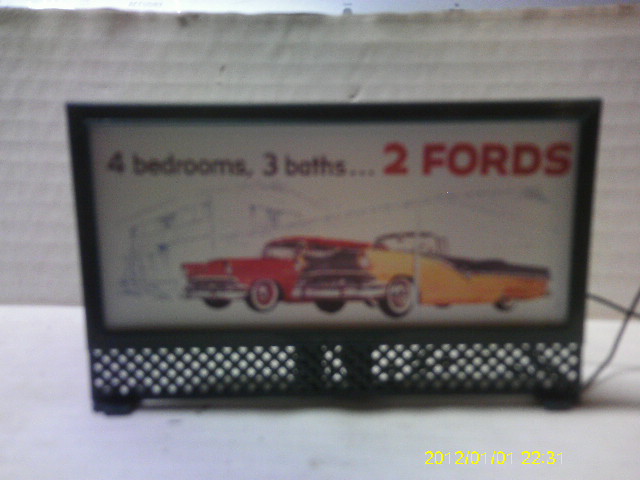 4 bedrooms, 3 baths... 2 FORDS
2012/01/01 22:31